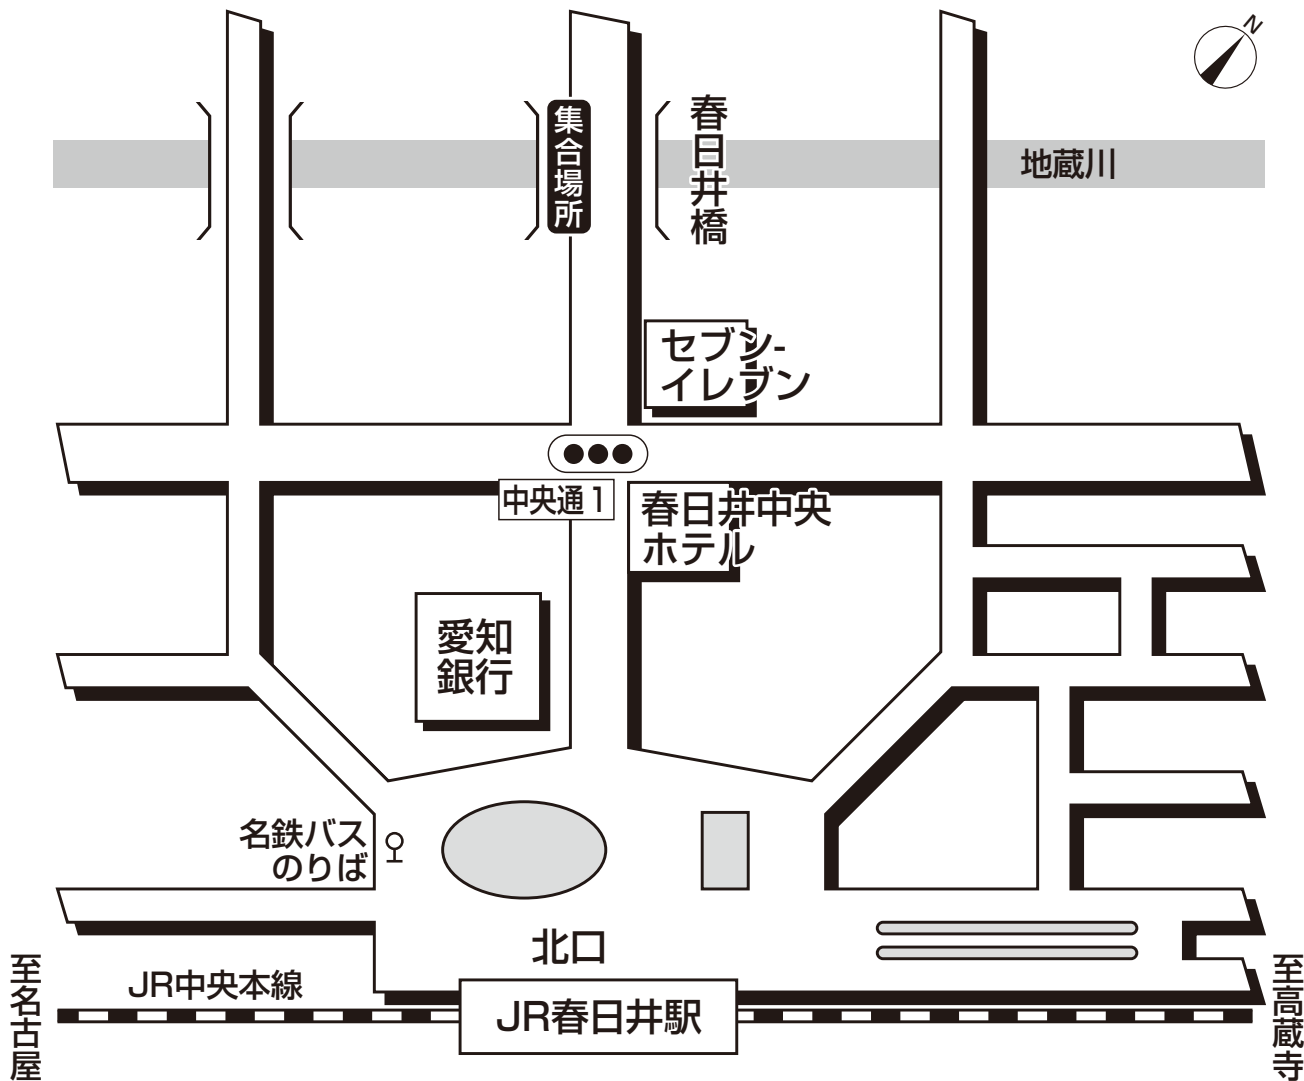 N
集合場所
春日井橋
地蔵川
セブン-
イレブン
中央通1
春日井中央
ホテル
愛知
銀行
名鉄バス
のりば
北口
JR中央本線
JR春日井駅
至名古屋
至高蔵寺